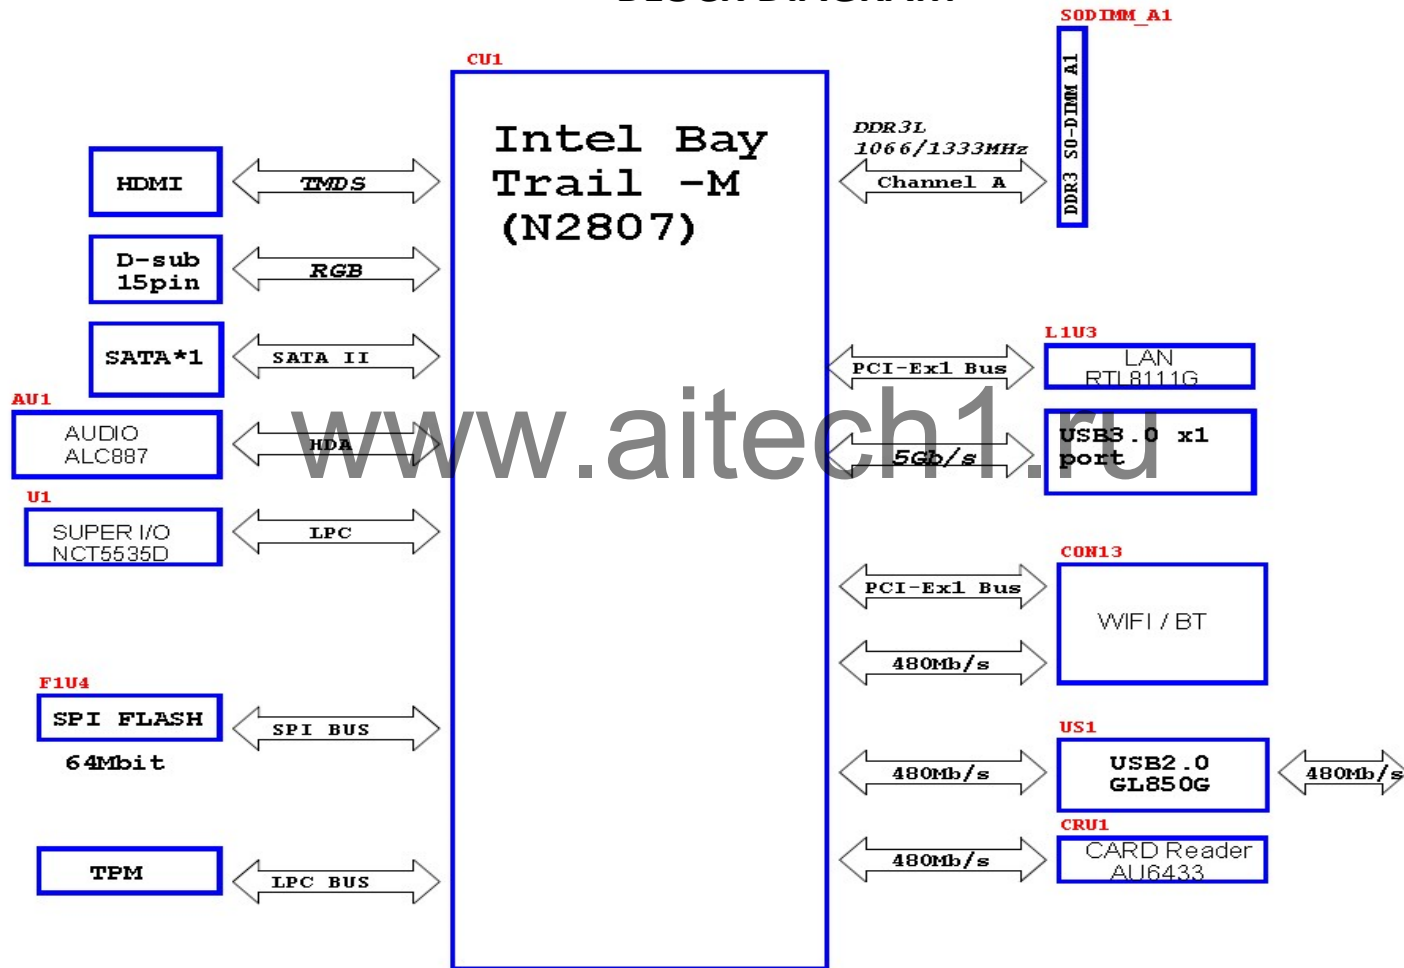 BLOCK DIAGRAM
SODIMM_A1
DDR3 SO-DIMM A1
CU1
Intel Bay
Trail -M
(N2807)
DDR3L
1066/1333MHz
Channel A
HDMI
TMDS
D-sub
15pin
RGB
SATA*1
SATA II
AU1
AUDIO
ALC887
HDA
U1
SUPER I/O
NCT5535D
LPC
F1U4
SPI FLASH
64Mbit
SPI BUS
TPM
LPC BUS
L1U3
LAN
RTL8111G
PCI-Ex1 Bus
USB3.0 x1
port
5Gb/s
CON13
WIFI / BT
PCI-Ex1 Bus
480Mb/s
US1
USB2.0
GL850G
480Mb/s
480Mb/s
CRU1
CARD Reader
AU6433
480Mb/s
www.aitech1.ru